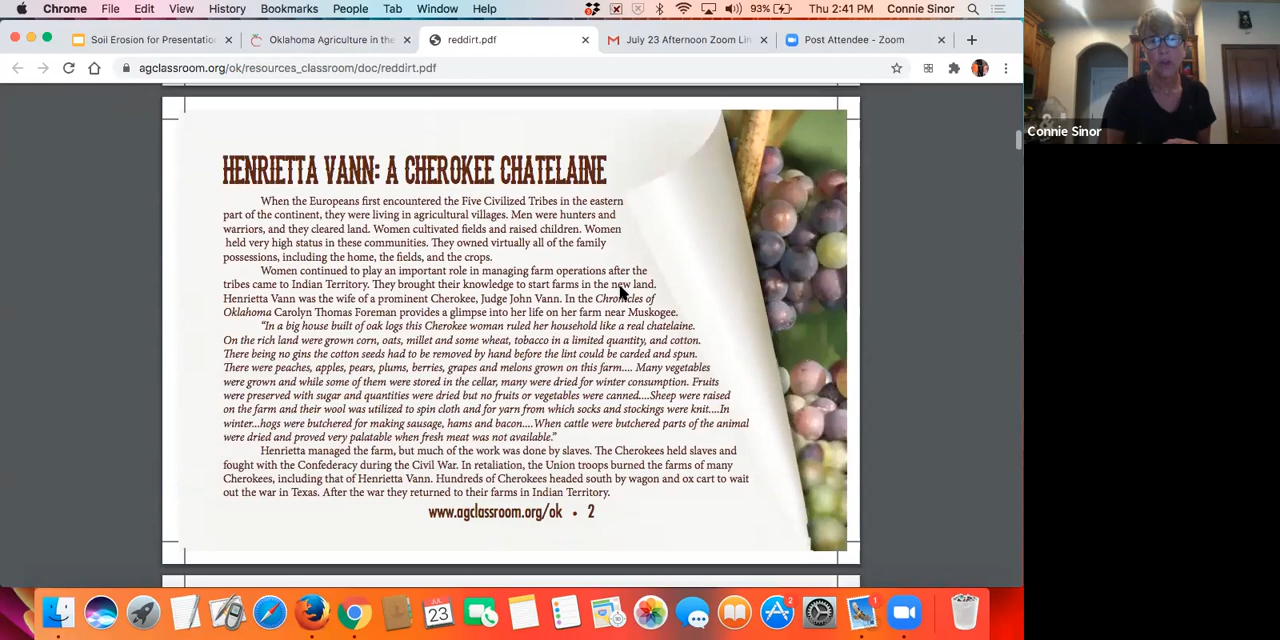 Chrome File Edit View History Bookmarks People Tab Window Help 93% Thu 2:41 PM Connie Sinor
Soil Erosion for Presentatio
Oklahoma Agriculture in the
reddirt.pdf
July 23 Afternoon Zoom Lin
Post Attendee - Zoom
agclassroom.org/ok/resources_classroom/doc/reddirt.pdf
Connie Sinor
HENRIETTA VANN: A CHEROKEE CHATELAINE
When the Europeans first encountered the Five Civilized Tribes in the eastern
part of the continent, they were living in agricultural villages. Men were hunters and
warriors, and they cleared land. Women cultivated fields and raised children. Women
held very high status in these communities. They owned virtually all of the family
possessions, including the home, the fields, and the crops.
Women continued to play an important role in managing farm operations after the
tribes came to Indian Territory. They brought their knowledge to start farms in the new land.
Henrietta Vann was the wife of a prominent Cherokee, Judge John Vann. In the Chronicles of
Oklahoma Carolyn Thomas Foreman provides a glimpse into her life on her farm near Muskogee.
“In a big house built of oak logs this Cherokee woman ruled her household like a real chatelaine.
On the rich land were grown corn, oats, millet and some wheat, tobacco in a limited quantity, and cotton.
There being no gins the cotton seeds had to be removed by hand before the lint could be carded and spun.
There were peaches, apples, pears, plums, berries, grapes and melons grown on this farm.... Many vegetables
were grown and while some of them were stored in the cellar, many were dried for winter consumption. Fruits
were preserved with sugar and quantities were dried but no fruits or vegetables were canned....Sheep were raised
on the farm and their wool was utilized to spin cloth and for yarn from which socks and stockings were knit....In
winter...hogs were butchered for making sausage, hams and bacon....When cattle were butchered parts of the animal
were dried and proved very palatable when fresh meat was not available.”
Henrietta managed the farm, but much of the work was done by slaves. The Cherokees held slaves and
fought with the Confederacy during the Civil War. In retaliation, the Union troops burned the farms of many
Cherokees, including that of Henrietta Vann. Hundreds of Cherokees headed south by wagon and ox cart to wait
out the war in Texas. After the war they returned to their farms in Indian Territory.
www.agclassroom.org/ok • 2
JUL
23
2
1